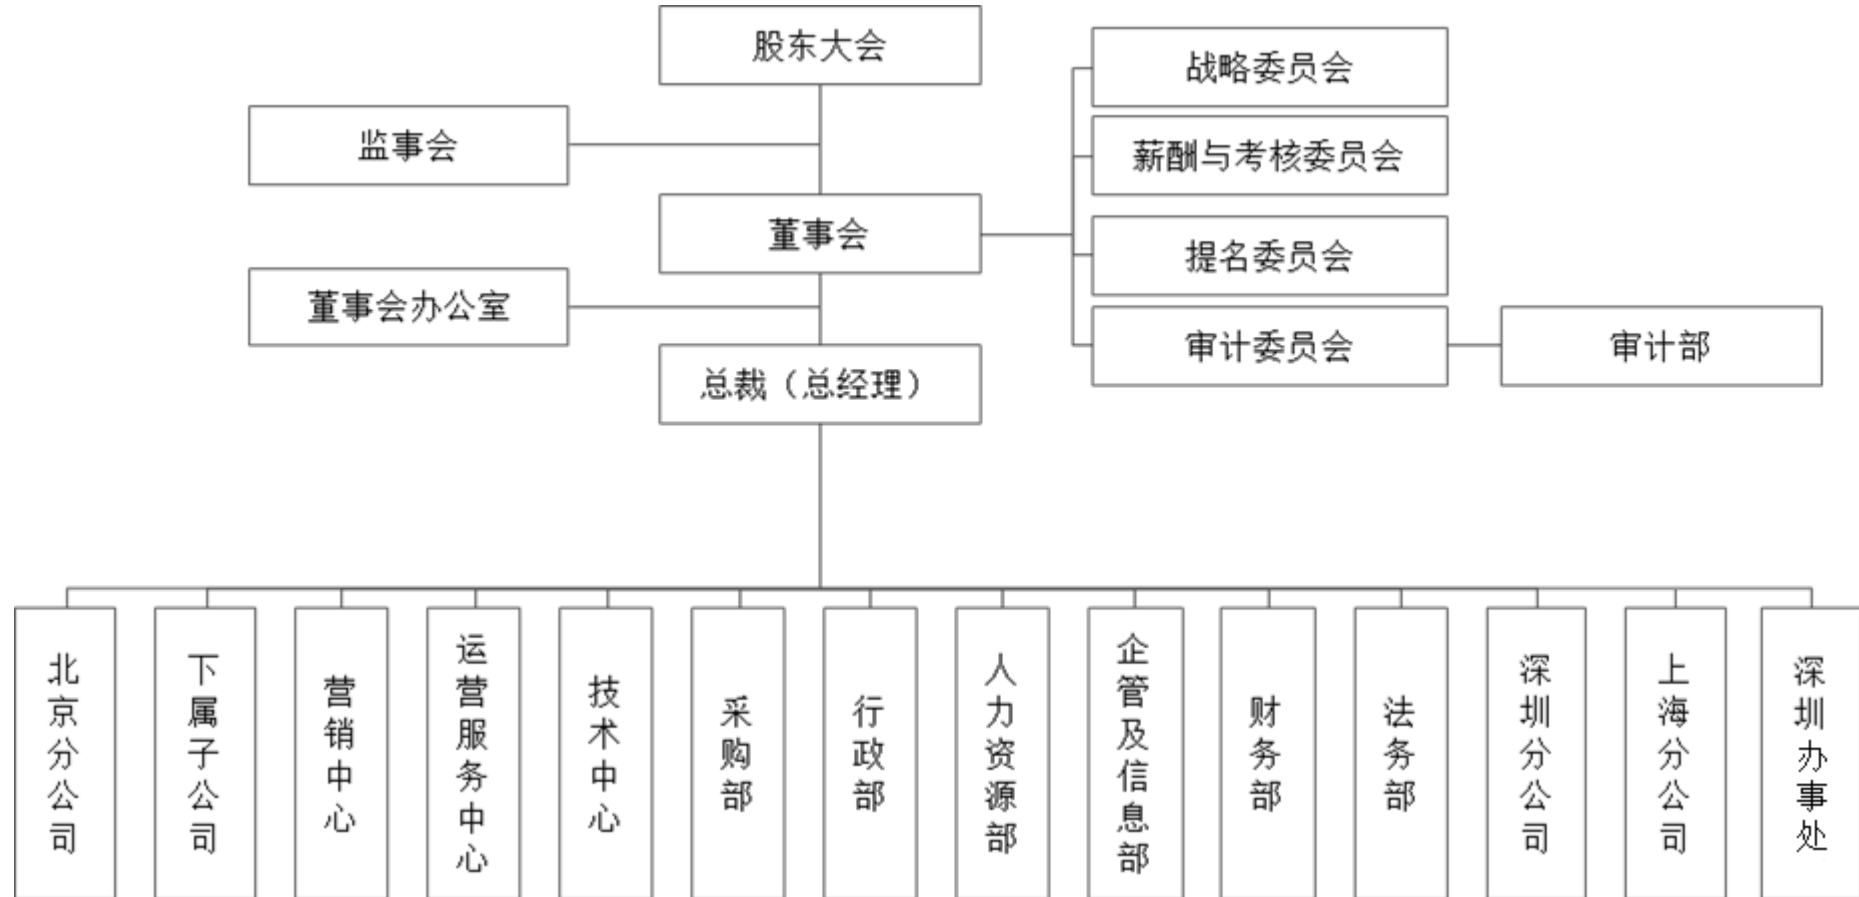 股东大会
战略委员会
监事会
薪酬与考核委员会
董事会
提名委员会
董事会办公室
审计委员会
审计部
总裁（总经理）
北京分公司
下属子公司
营销中心
运营服务中心
技术中心
采购部
行政部
人力资源部
企管及信息部
财务部
法务部
深圳分公司
上海分公司
深圳办事处